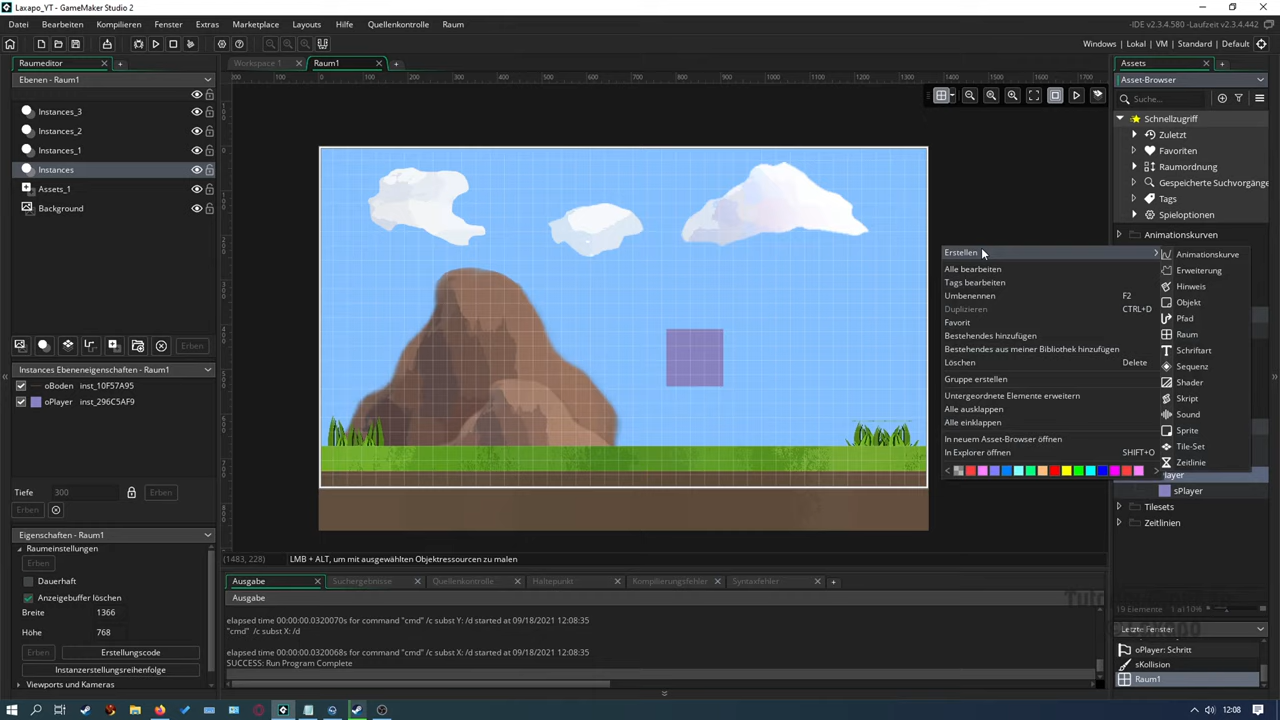 Laxapo_YT - GameMaker Studio 2
Datei Bearbeiten Kompilieren Fenster Extras Marketplace Layouts Hilfe Quellenkontrolle Raum
-IDE v2.3.4.580 -Laufzeit v2.3.4.442
Windows | Lokal | VM | Standard | Default
Raumeditor
Ebenen - Raum1
Instances_3
Instances_2
Instances_1
Instances
Assets_1
Background
Erben
Instances Ebeneneigenschaften - Raum1
oBoden inst_10F57A95
oPlayer inst_296C5AF9
Tiefe 300 Erben
Erben
Eigenschaften - Raum1
Raumeinstellungen
Erben
Dauerhaft
Anzeigebuffer löschen
Breite 1366
Höhe 768
Erben Erstellungscode
Instanzerstellungsreihenfolge
Viewports und Kameras
Workspace 1 Raum1
(1483, 228) LMB + ALT, um mit ausgewählten Objektressourcen zu malen
Ausgabe Suchergebnisse Quellenkontrolle Haltepunkt Kompilierungsfehler Syntaxfehler
Ausgabe
elapsed time 00:00:00.0320070s for command "cmd" /c subst Y: /d started at 09/18/2021 12:08:35
"cmd" /c subst X: /d
elapsed time 00:00:00.0320068s for command "cmd" /c subst X: /d started at 09/18/2021 12:08:35
SUCCESS: Run Program Complete
Assets
Asset-Browser
Suche...
Schnellzugriff
Zuletzt
Favoriten
Raumordnung
Gespeicherte Suchvorgänge
Tags
Spieloptionen
Animationskurven
Erstellen
Alle bearbeiten
Tags bearbeiten
Umbenennen F2
Duplizieren CTRL+D
Favorit
Bestehendes hinzufügen
Bestehendes aus meiner Bibliothek hinzufügen
Löschen Delete
Gruppe erstellen
Untergeordnete Elemente erweitern
Alle ausklappen
Alle einklappen
In neuem Asset-Browser öffnen
In Explorer öffnen SHIFT+O
Animationskurve
Erweiterung
Hinweis
Objekt
Pfad
Raum
Schriftart
Sequenz
Shader
Skript
Sound
Sprite
Tile-Set
Zeitlinie
layer
sPlayer
Tilesets
Zeitlinien
19 Elemente
Letzte Fenster
oPlayer: Schritt
sKollision
Raum1
12:08